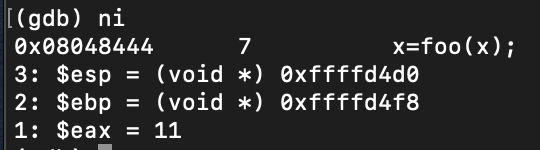 (gdb) ni
0x08048444 7 x=foo(x);
3: $esp = (void *) 0xffffd4d0
2: $ebp = (void *) 0xffffd4f8
1: $eax = 11